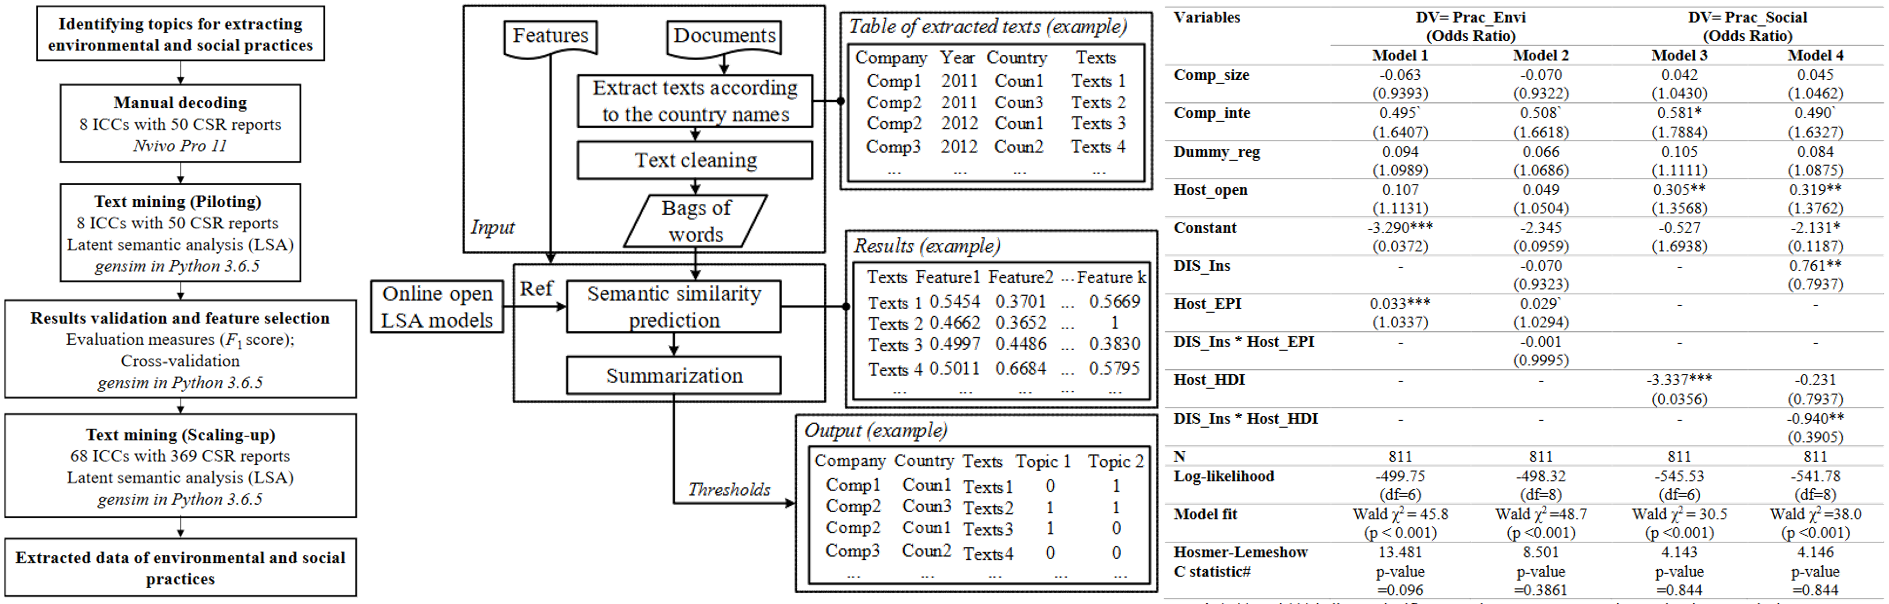 Identifying topics for extracting
environmental and social practices
Manual decoding
8 ICCs with 50 CSR reports
Nvivo Pro 11
Text mining (Piloting)
8 ICCs with 50 CSR reports
Latent semantic analysis (LSA)
gensim in Python 3.6.5
Results validation and feature selection
Evaluation measures (F1 score);
Cross-validation
gensim in Python 3.6.5
Text mining (Scaling-up)
68 ICCs with 369 CSR reports
Latent semantic analysis (LSA)
gensim in Python 3.6.5
Extracted data of environmental and social
practices
Features
Documents
Extract texts according
to the country names
Text cleaning
Bags of
words
Input
Online open
LSA models
Ref
Semantic similarity
prediction
Summarization
Thresholds
Table of extracted texts (example)
Company Year Country Texts
Comp1 2011 Coun1 Texts 1
Comp2 2011 Coun3 Texts 2
Comp2 2012 Coun1 Texts 3
Comp3 2012 Coun2 Texts 4
... ... ... ...
Results (example)
Texts Feature1 Feature2 ... Feature k
Texts 1 0.5454 0.3701 ... 0.5669
Texts 2 0.4662 0.3652 ... 1
Texts 3 0.4997 0.4486 ... 0.3830
Texts 4 0.5011 0.6684 ... 0.5795
... ... ... ... ...
Output (example)
Company Country Texts Topic 1 Topic 2
Comp1 Coun1 Texts1 0 1
Comp2 Coun3 Texts2 1 1
Comp2 Coun1 Texts3 1 0
Comp3 Coun2 Texts4 0 0
... ... ... ... ...
Variables DV= Prac_Envi DV= Prac_Social
(Odds Ratio) (Odds Ratio)
Model 1 Model 2 Model 3 Model 4
Comp_size -0.063 -0.070 0.042 0.045
(0.9393) (0.9322) (1.0430) (1.0462)
Comp_inte 0.495` 0.508` 0.581* 0.490`
(1.6407) (1.6618) (1.7884) (1.6327)
Dummy_reg 0.094 0.066 0.105 0.084
(1.0989) (1.0686) (1.1111) (1.0875)
Host_open 0.107 0.049 0.305** 0.319**
(1.1131) (1.0504) (1.3568) (1.3762)
Constant -3.290*** -2.345 -0.527 -2.131*
(0.0372) (0.0959) (1.6938) (0.1187)
DIS_Ins - -0.070 - 0.761**
(0.9323) (0.7937)
Host_EPI 0.033*** 0.029` - -
(1.0337) (1.0294)
DIS_Ins * Host_EPI - -0.001 - -
(0.9995)
Host_HDI - - -3.337*** -0.231
(0.0356) (0.7937)
DIS_Ins * Host_HDI - - - -0.940**
(0.3905)
N 811 811 811 811
Log-likelihood -499.75 -498.32 -545.53 -541.78
(df=6) (df=8) (df=6) (df=8)
Model fit Wald χ² = 45.8 Wald χ² =48.7 Wald χ² = 30.5 Wald χ² =38.0
(p < 0.001) (p <0.001) (p <0.001) (p <0.001)
Hosmer-Lemeshow 13.481 8.501 4.143 4.146
C statistic# p-value p-value p-value p-value
=0.096 =0.3861 =0.844 =0.844